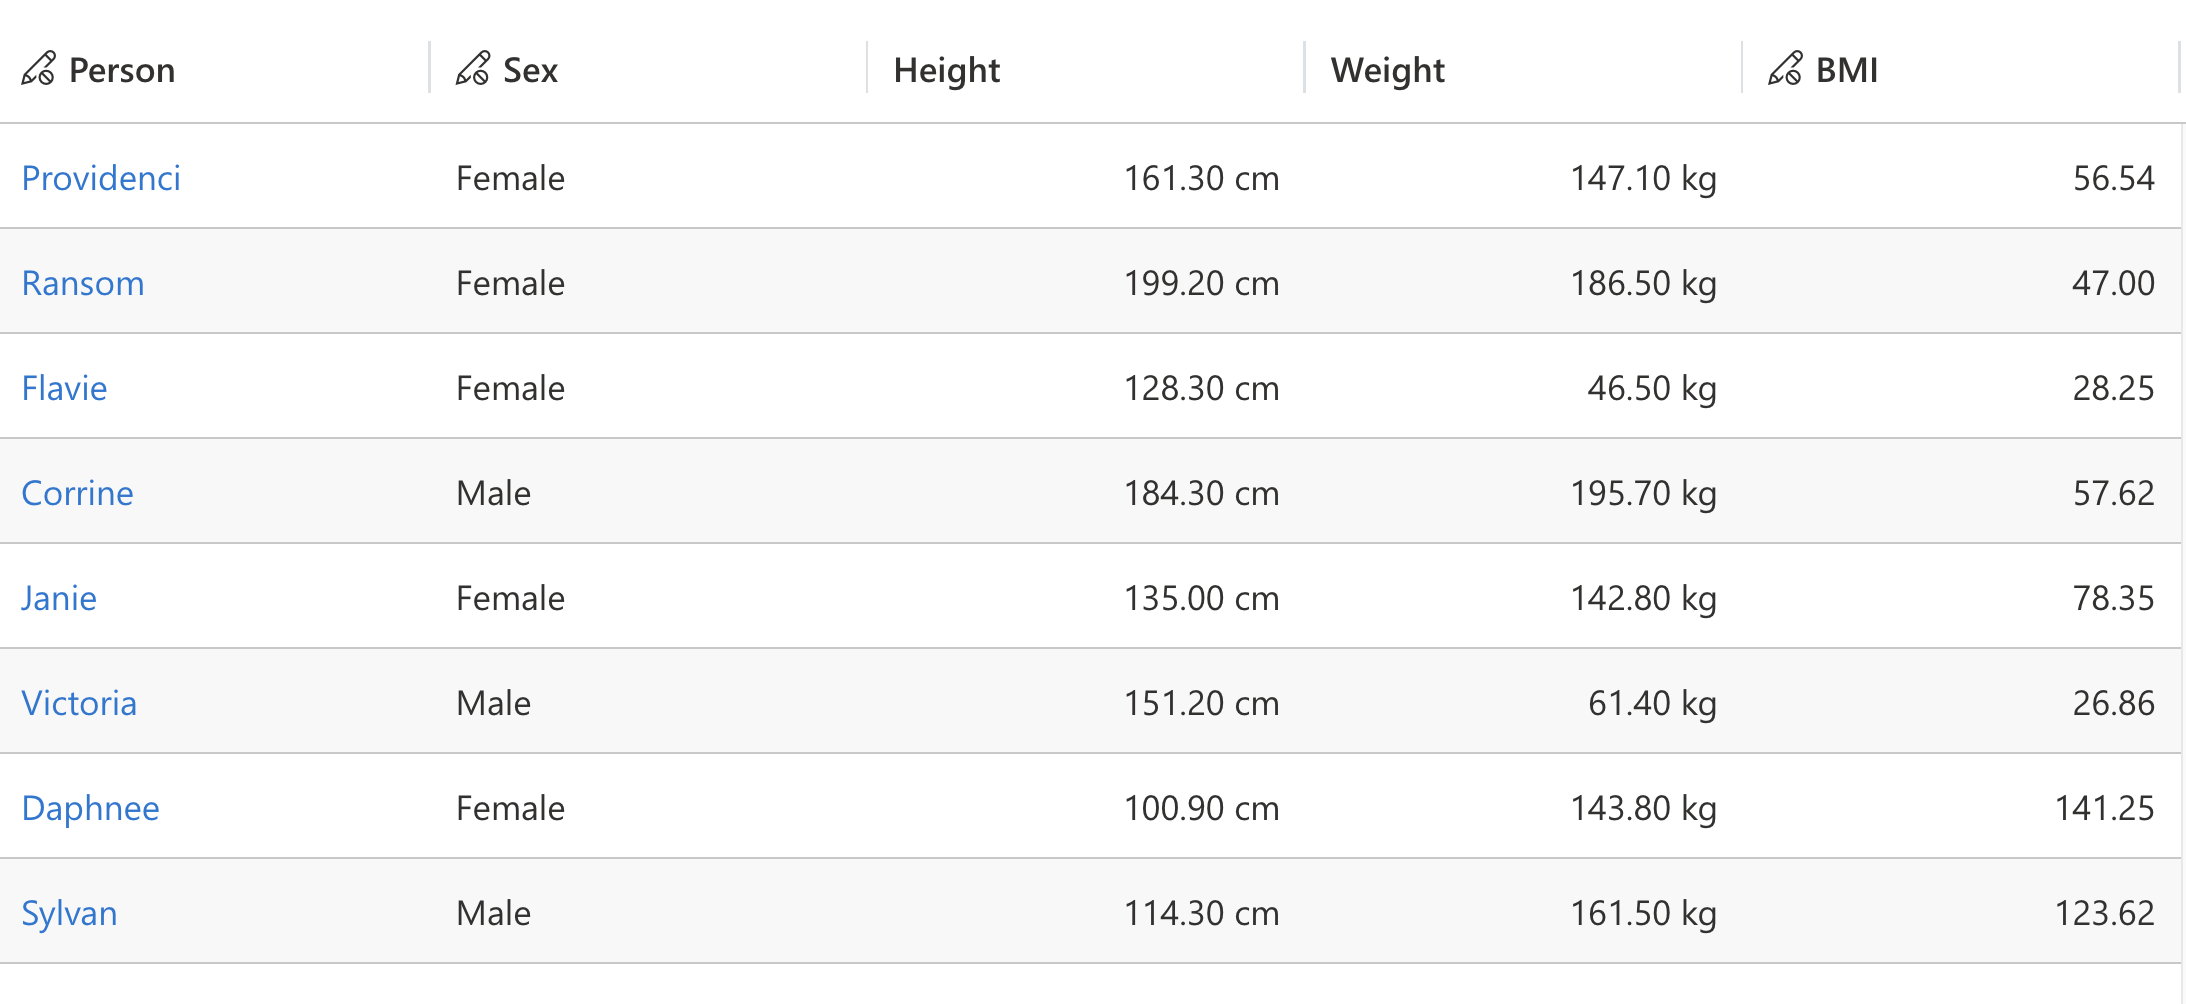 Person Sex Height Weight BMI
Providenci Female 161.30 cm 147.10 kg 56.54
Ransom Female 199.20 cm 186.50 kg 47.00
Flavie Female 128.30 cm 46.50 kg 28.25
Corrine Male 184.30 cm 195.70 kg 57.62
Janie Female 135.00 cm 142.80 kg 78.35
Victoria Male 151.20 cm 61.40 kg 26.86
Daphnee Female 100.90 cm 143.80 kg 141.25
Sylvan Male 114.30 cm 161.50 kg 123.62